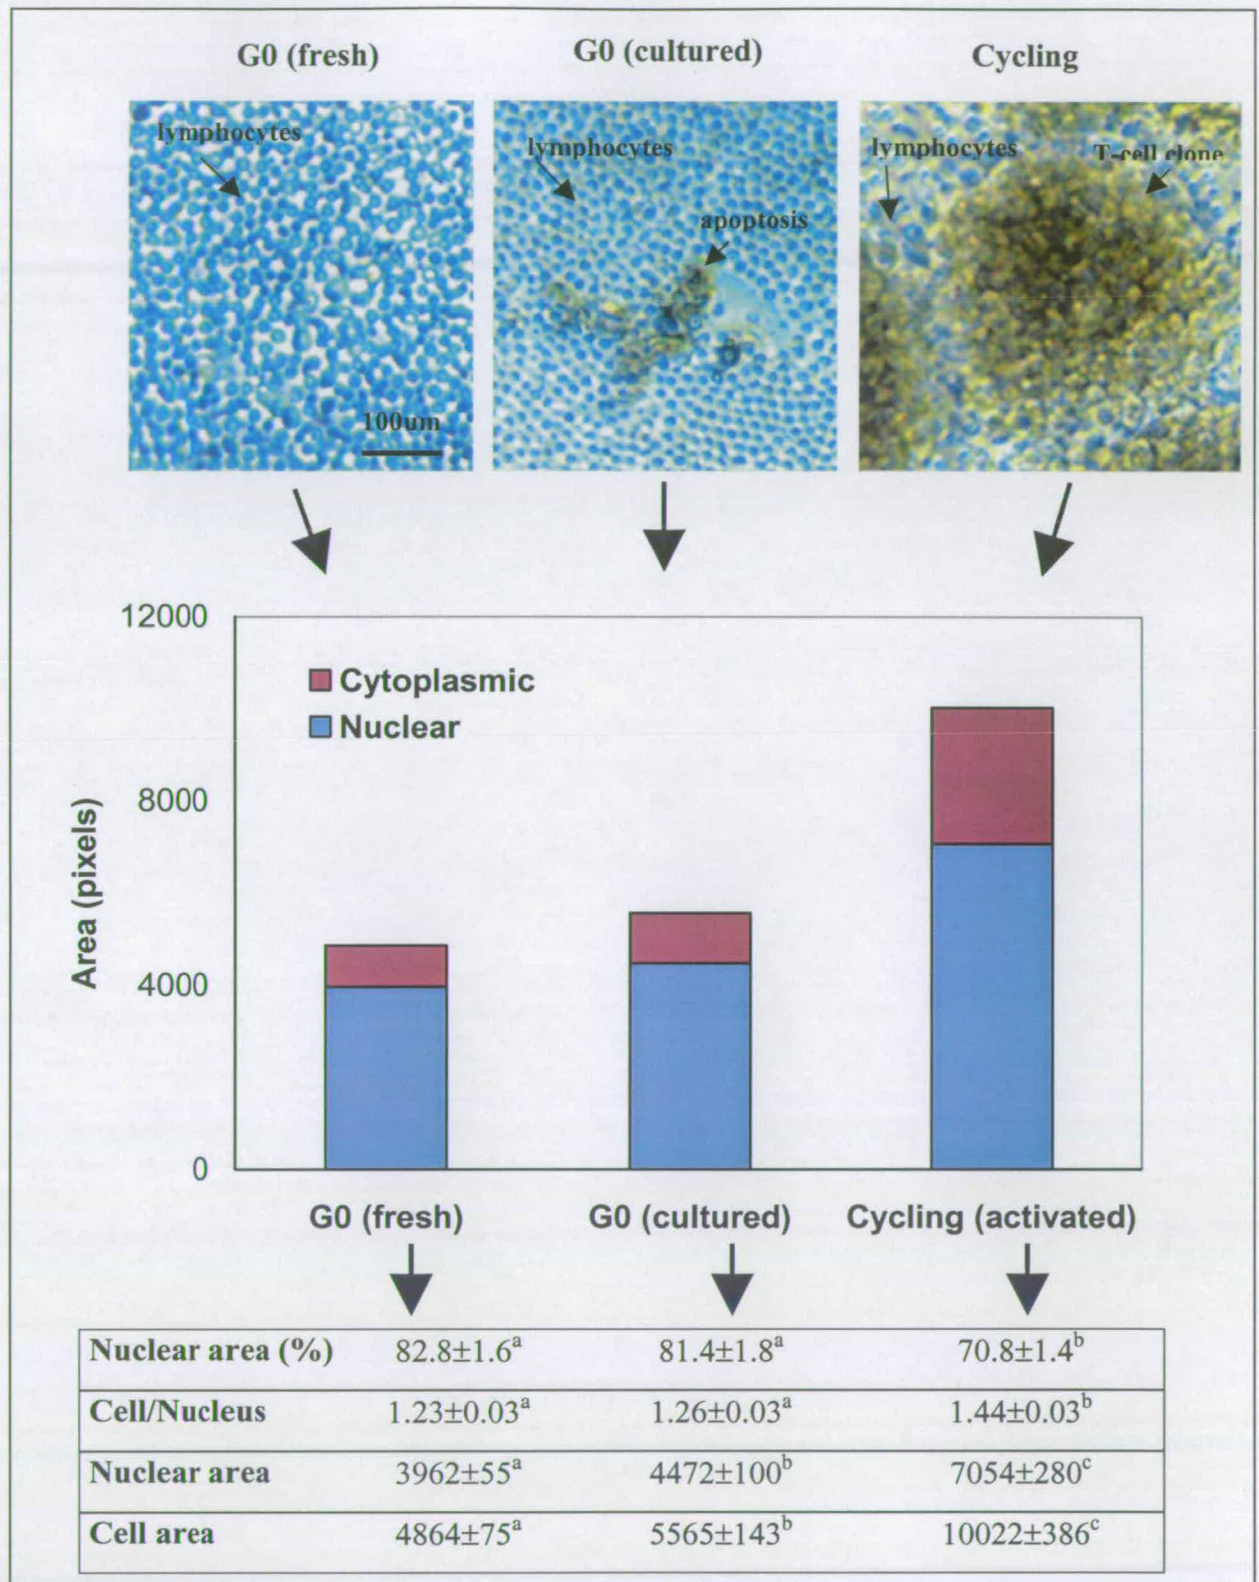 G0 (fresh)
G0 (cultured)
Cycling
lymphocytes
100um
lymphocytes
apoptosis
lymphocytes
T-cell clone
12000
8000
4000
0
Area (pixels)
Cytoplasmic
Nuclear
G0 (fresh) G0 (cultured) Cycling (activated)
Nuclear area (%) 82.8±1.6ᵃ 81.4±1.8ᵃ 70.8±1.4ᵇ
Cell/Nucleus 1.23±0.03ᵃ 1.26±0.03ᵃ 1.44±0.03ᵇ
Nuclear area 3962±55ᵃ 4472±100ᵇ 7054±280ᶜ
Cell area 4864±75ᵃ 5565±143ᵇ 10022±386ᶜ